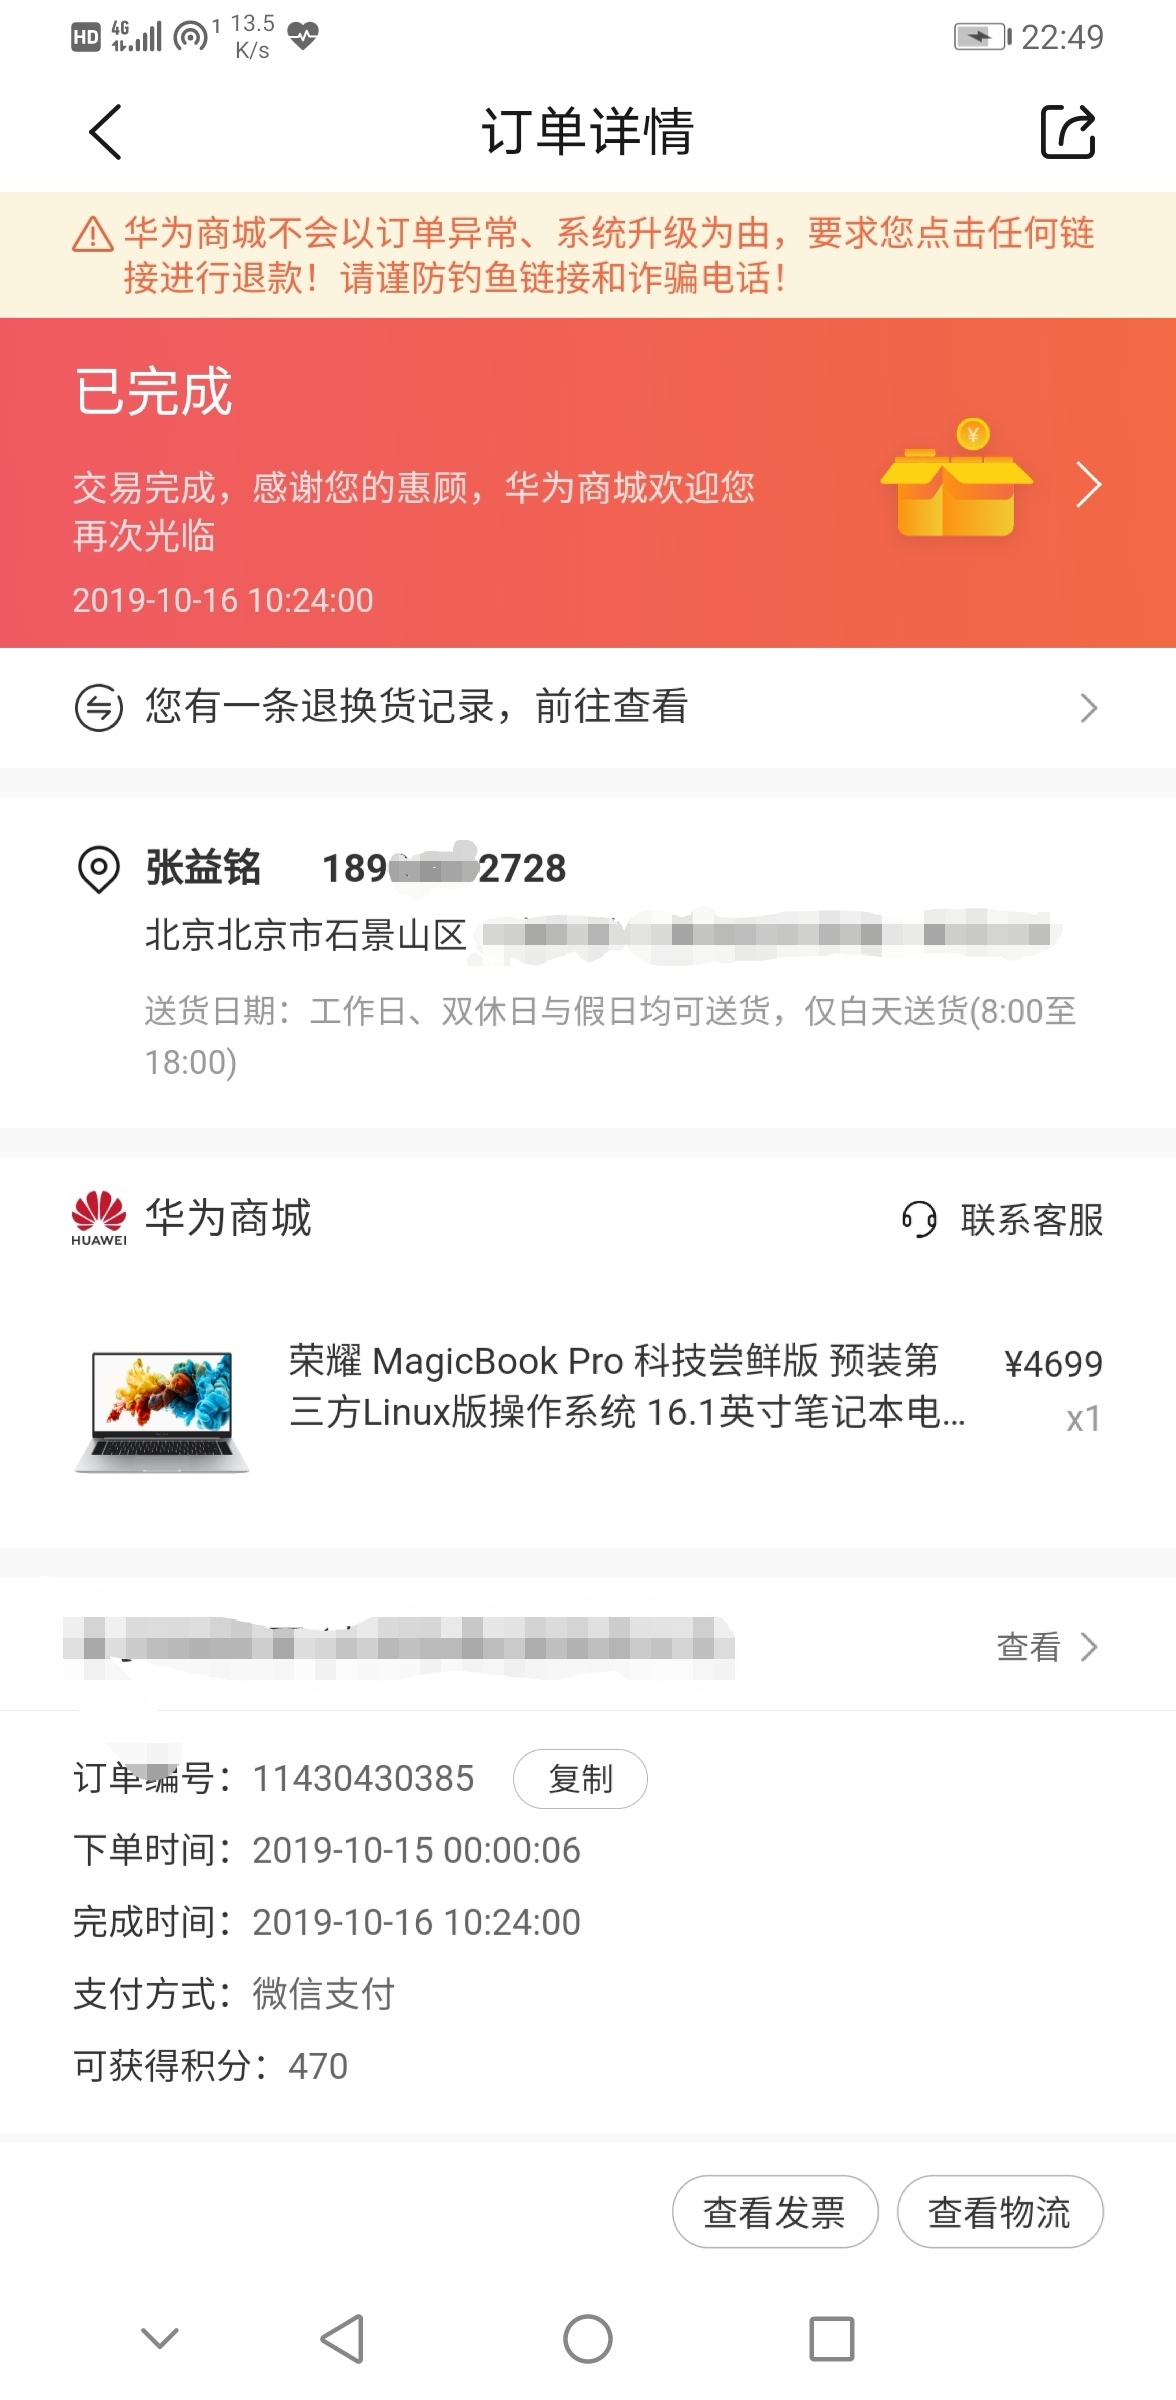 HD 4G 1 13.5 K/s 22:49
订单详情
华为商城不会以订单异常、系统升级为由，要求您点击任何链
接进行退款！请谨防钓鱼链接和诈骗电话！
已完成
交易完成，感谢您的惠顾，华为商城欢迎您
再次光临
2019-10-16 10:24:00
您有一条退换货记录，前往查看
张益铭 189 2728
北京北京市石景山区
送货日期：工作日、双休日与假日均可送货，仅白天送货(8:00至
18:00)
HUAWEI 华为商城 联系客服
荣耀 MagicBook Pro 科技尝鲜版 预装第 ¥4699
三方Linux版操作系统 16.1英寸笔记本电... x1
查看
订单编号：11430430385 复制
下单时间：2019-10-15 00:00:06
完成时间：2019-10-16 10:24:00
支付方式：微信支付
可获得积分：470
查看发票 查看物流